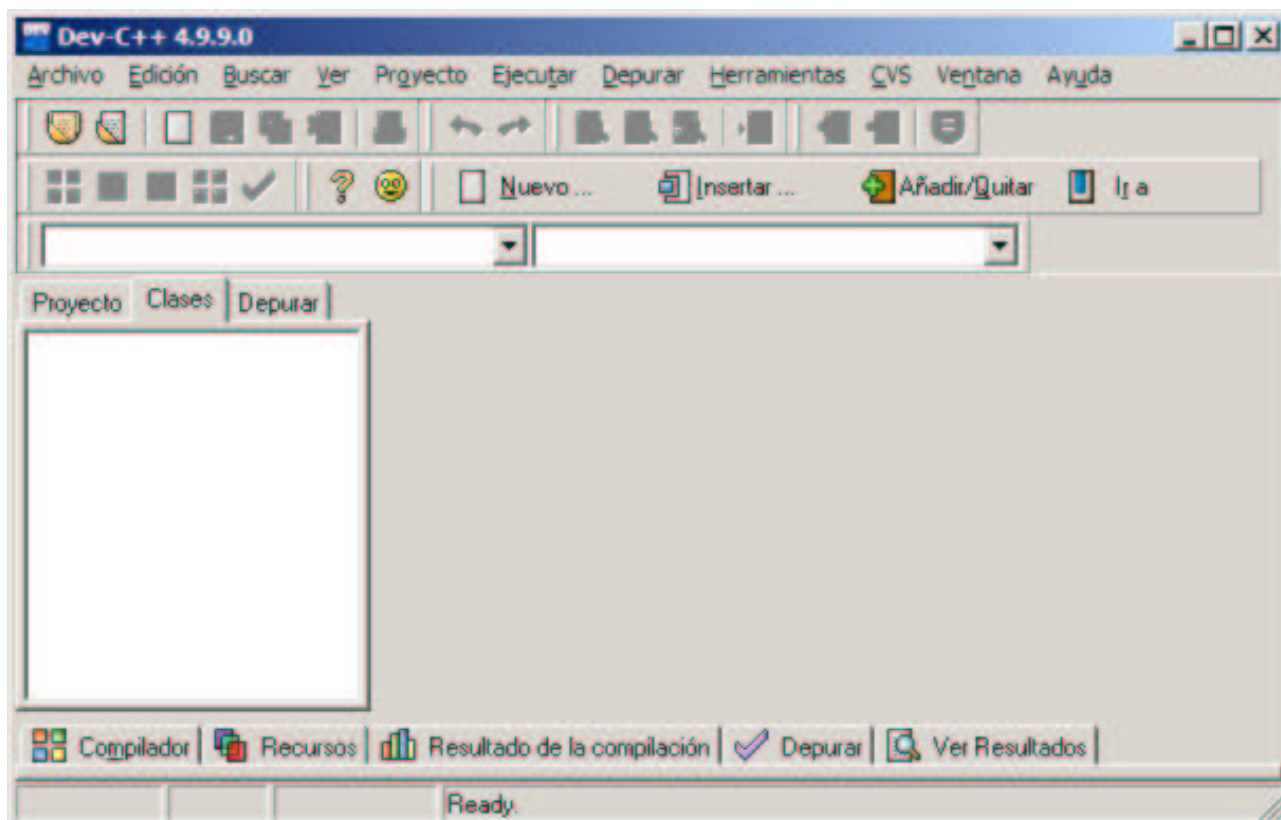 Dev-C++ 4.9.9.0
Archivo Edición Buscar Ver Proyecto Ejecutar Depurar Herramientas CVS Ventana Ayuda
Nuevo ... Insertar ... Añadir/Quitar Ir a
Proyecto Clases Depurar
Compilador Recursos Resultado de la compilación Depurar Ver Resultados
Ready.